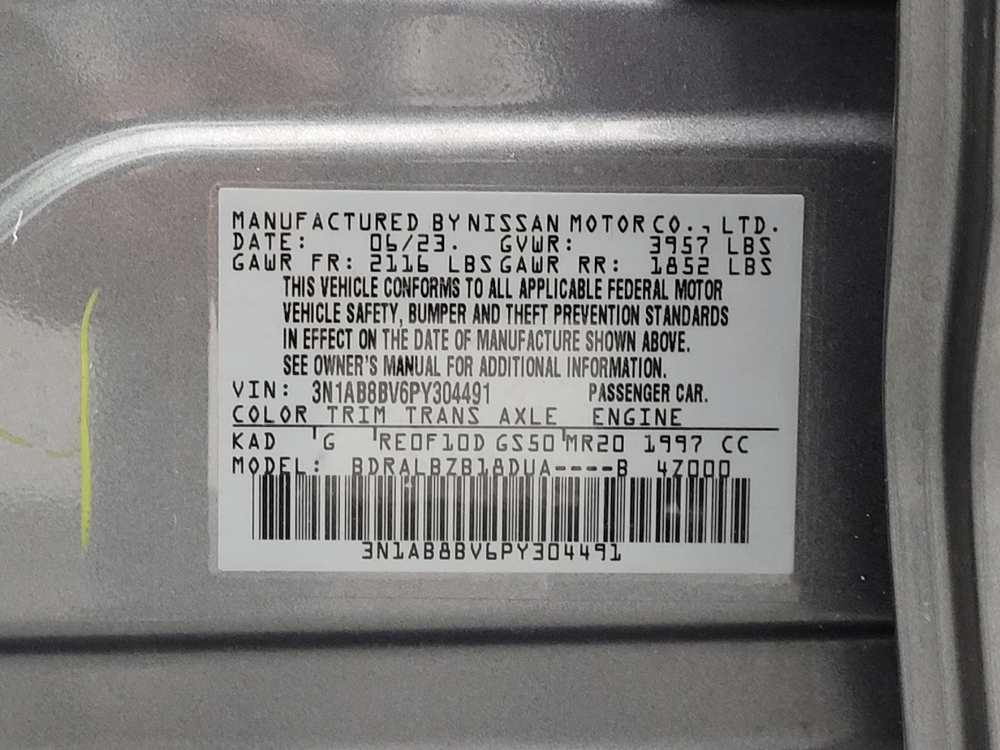 MANUFACTURED BY NISSAN MOTOR CO., LTD.
DATE: 06/23. GVWR: 3957 LBS
GAWR FR: 2116 LBS GAWR RR: 1852 LBS
THIS VEHICLE CONFORMS TO ALL APPLICABLE FEDERAL MOTOR
VEHICLE SAFETY, BUMPER AND THEFT PREVENTION STANDARDS
IN EFFECT ON THE DATE OF MANUFACTURE SHOWN ABOVE.
SEE OWNER'S MANUAL FOR ADDITIONAL INFORMATION.
VIN: 3N1AB8BV6PY304491 PASSENGER CAR.
COLOR TRIM TRANS AXLE ENGINE
KAD G RE0F10D GS50 MR20 1997 CC
MODEL: BDRALBZB18DUA----B 4Z000
3N1AB8BV6PY304491